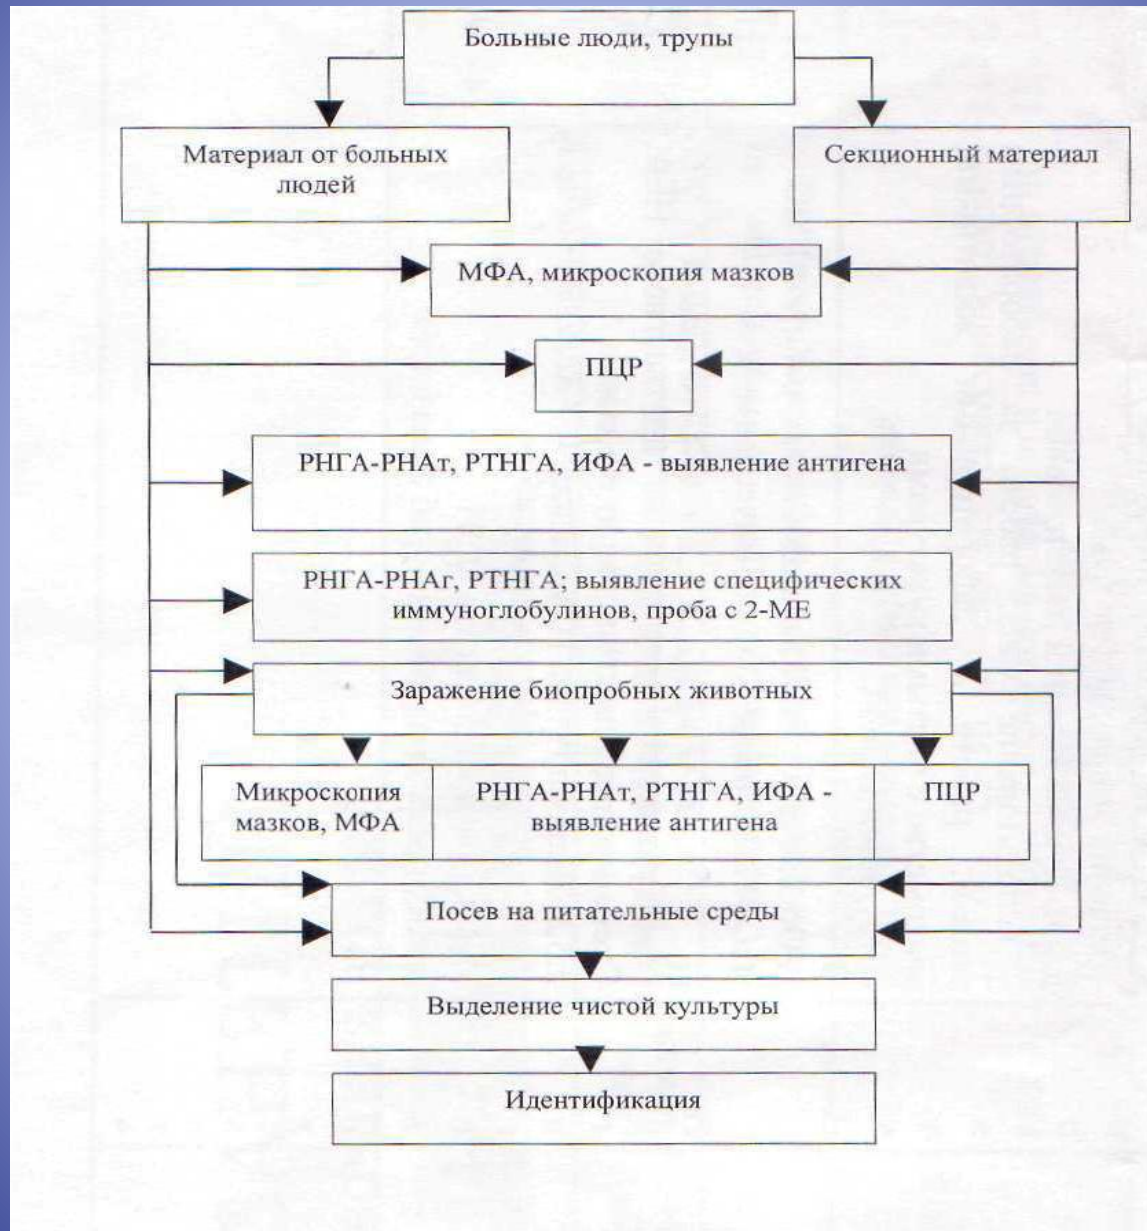 Больные люди, трупы
Материал от больных
людей
Секционный материал
МФА, микроскопия мазков
ПЦР
РНГА-РНАт, РТНГА, ИФА - выявление антигена
РНГА-РНАг, РТНГА; выявление специфических
иммуноглобулинов, проба с 2-МЕ
Заражение биопробных животных
Микроскопия
мазков, МФА
РНГА-РНАт, РТНГА, ИФА -
выявление антигена
ПЦР
Посев на питательные среды
Выделение чистой культуры
Идентификация